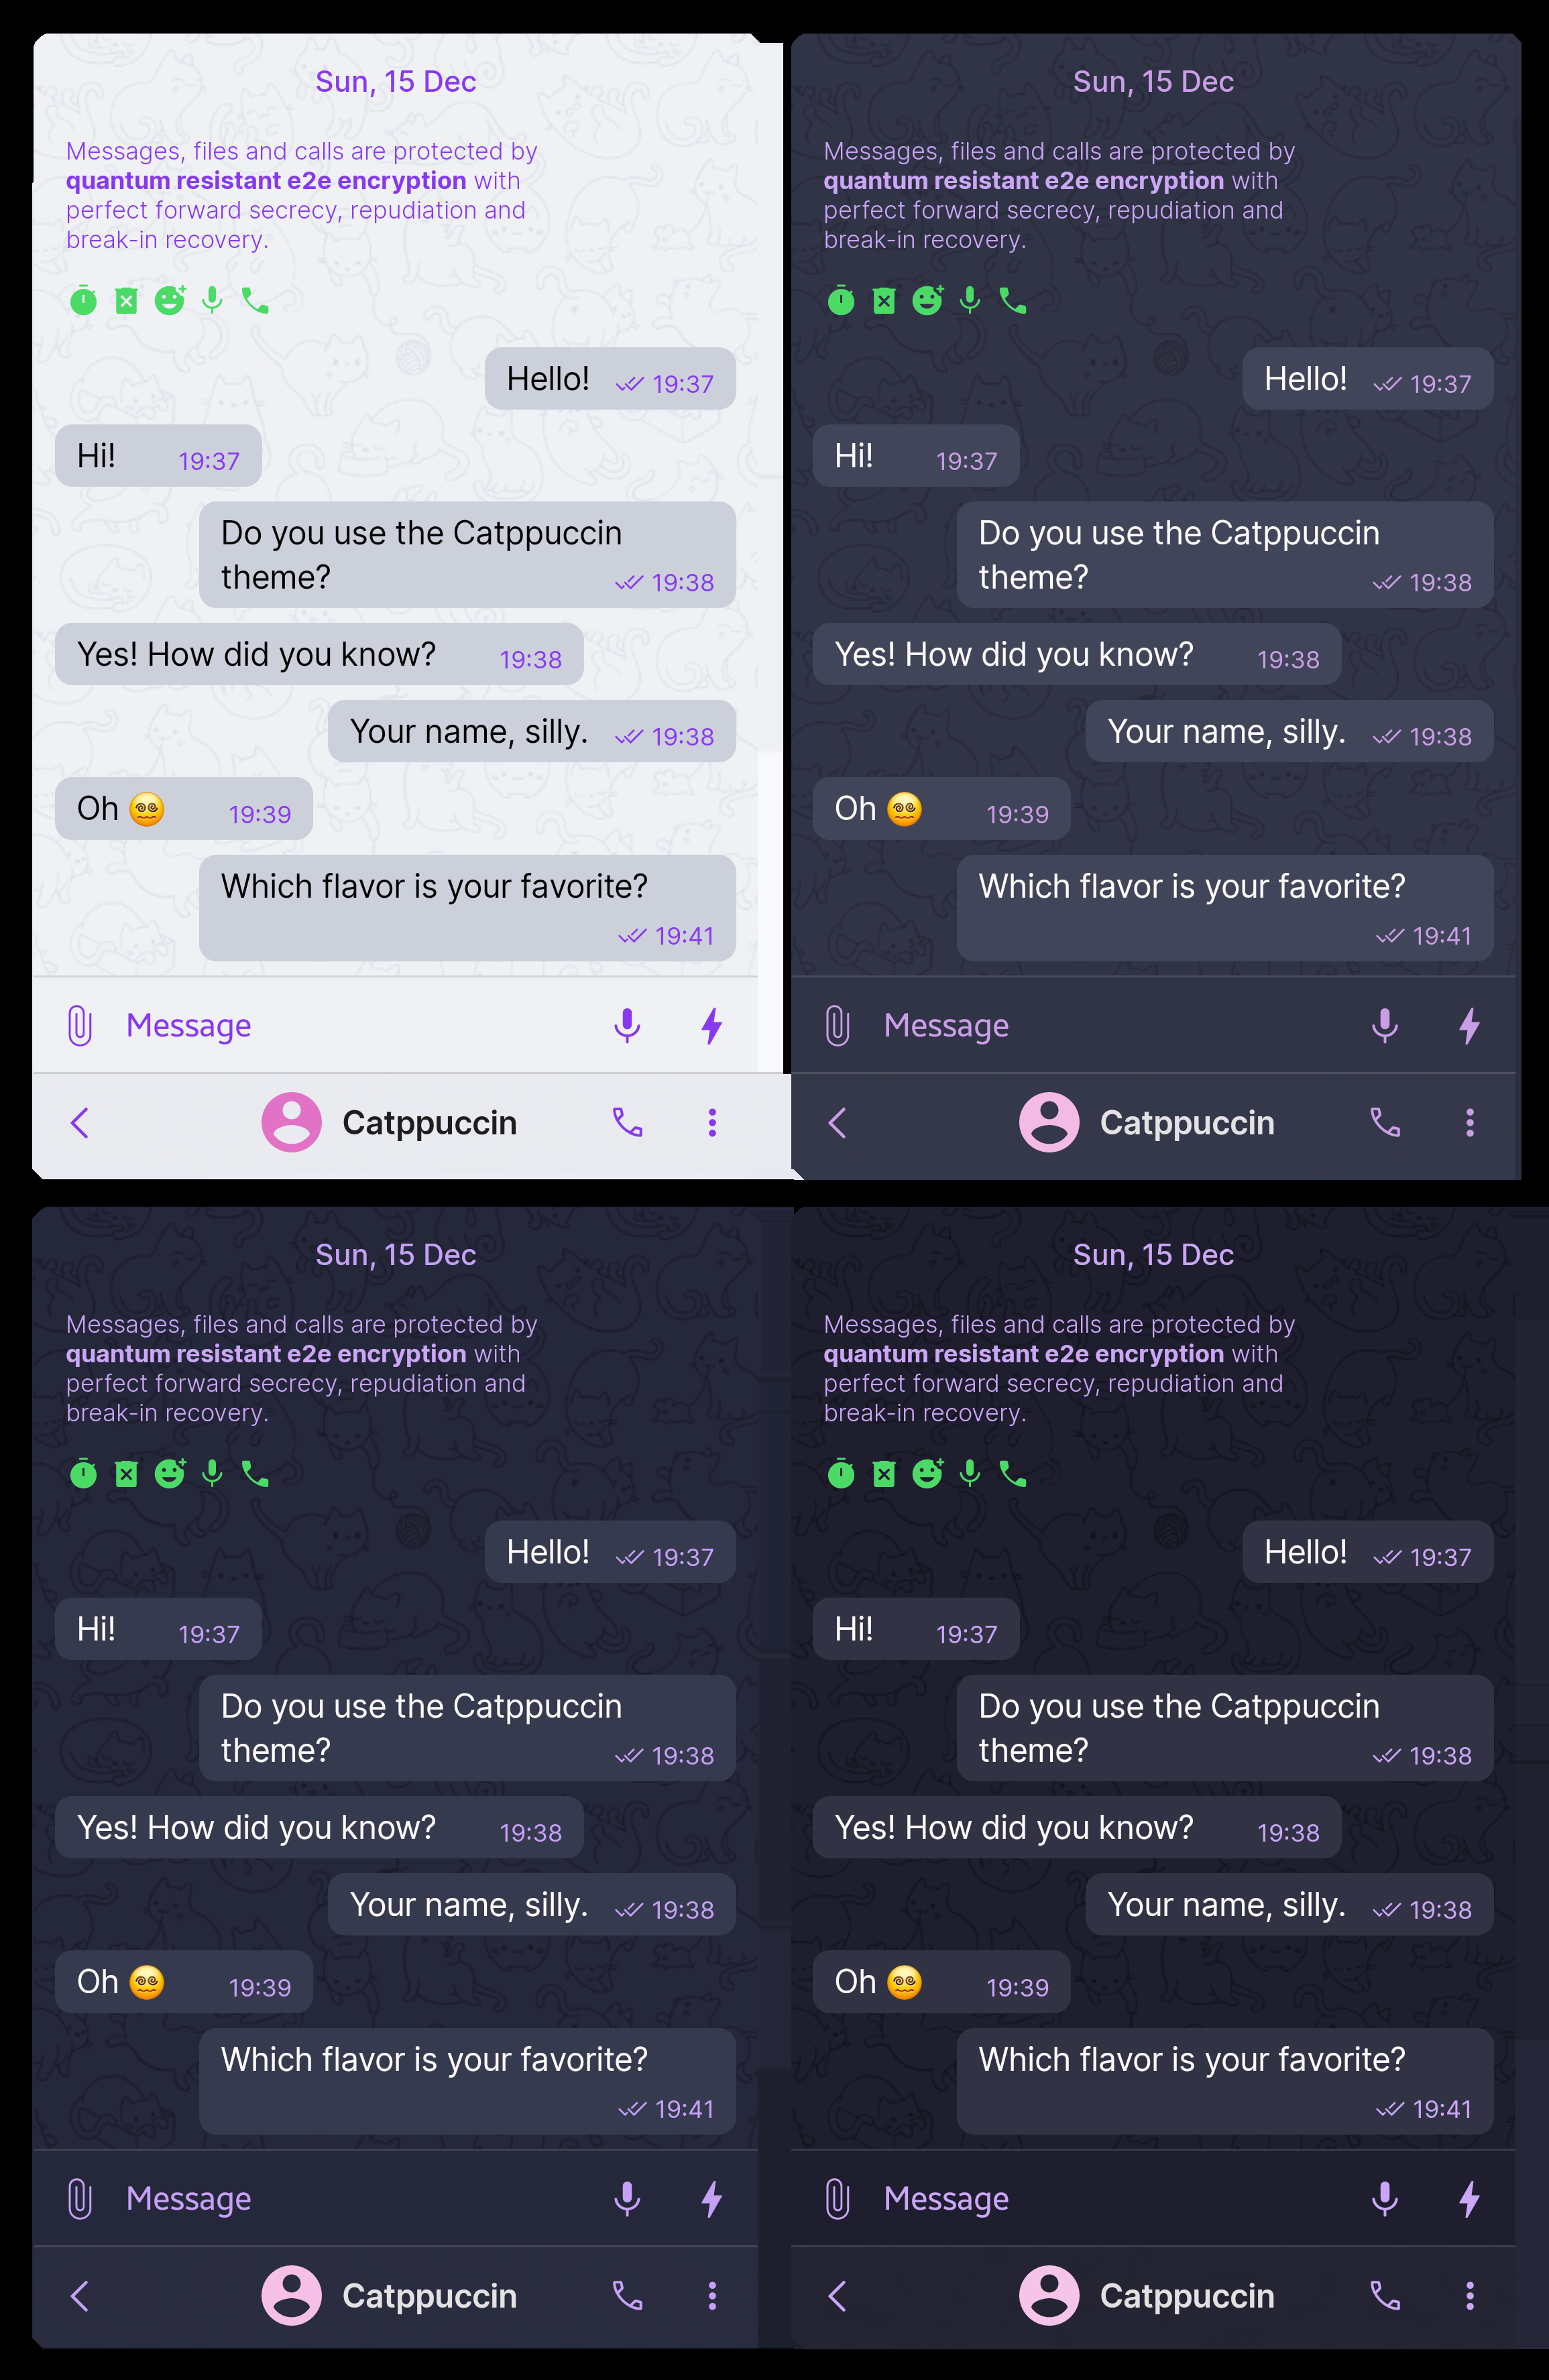 Sun, 15 Dec
Messages, files and calls are protected by
quantum resistant e2e encryption with
perfect forward secrecy, repudiation and
break-in recovery.
Hello! 19:37
Hi! 19:37
Do you use the Catppuccin
theme? 19:38
Yes! How did you know? 19:38
Your name, silly. 19:38
Oh 😵‍💫 19:39
Which flavor is your favorite?
19:41
Message
Catppuccin
Sun, 15 Dec
Messages, files and calls are protected by
quantum resistant e2e encryption with
perfect forward secrecy, repudiation and
break-in recovery.
Hello! 19:37
Hi! 19:37
Do you use the Catppuccin
theme? 19:38
Yes! How did you know? 19:38
Your name, silly. 19:38
Oh 😵‍💫 19:39
Which flavor is your favorite?
19:41
Message
Catppuccin
Sun, 15 Dec
Messages, files and calls are protected by
quantum resistant e2e encryption with
perfect forward secrecy, repudiation and
break-in recovery.
Hello! 19:37
Hi! 19:37
Do you use the Catppuccin
theme? 19:38
Yes! How did you know? 19:38
Your name, silly. 19:38
Oh 😵‍💫 19:39
Which flavor is your favorite?
19:41
Message
Catppuccin
Sun, 15 Dec
Messages, files and calls are protected by
quantum resistant e2e encryption with
perfect forward secrecy, repudiation and
break-in recovery.
Hello! 19:37
Hi! 19:37
Do you use the Catppuccin
theme? 19:38
Yes! How did you know? 19:38
Your name, silly. 19:38
Oh 😵‍💫 19:39
Which flavor is your favorite?
19:41
Message
Catppuccin